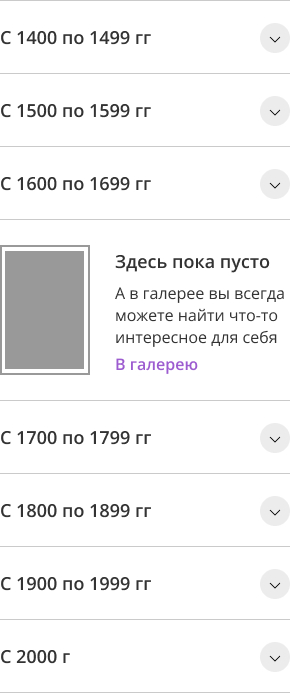 С 1400 по 1499 гг
С 1500 по 1599 гг
С 1600 по 1699 гг
Здесь пока пусто
А в галерее вы всегда
можете найти что-то
интересное для себя
В галерею
С 1700 по 1799 гг
С 1800 по 1899 гг
С 1900 по 1999 гг
С 2000 г